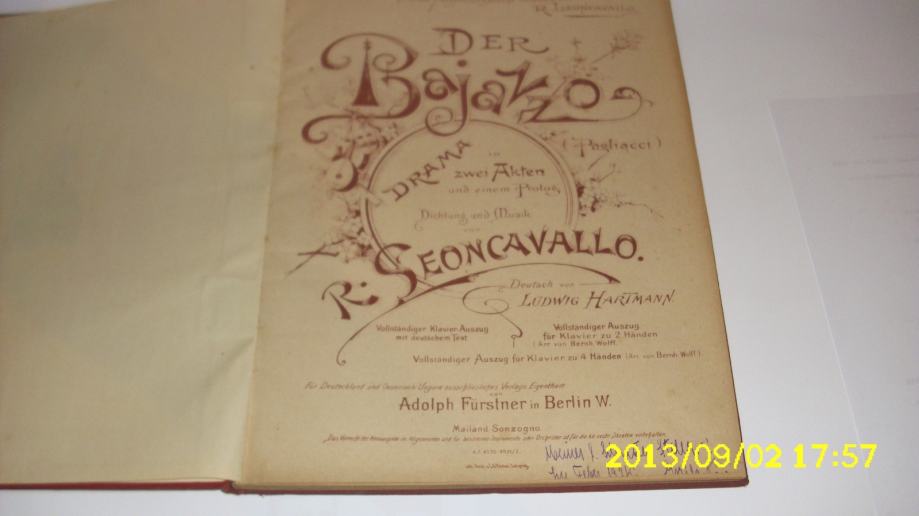 R. LEONCAVALLO.
DER
Bajazzo
(Pagliacci)
DRAMA in
zwei Akten
und einem Prolog
Dichtung und Musik
von
R. LEONCAVALLO.
Deutsch von
LUDWIG HARTMANN.
Vollständiger Klavier-Auszug
mit deutschem Text
Vollständiger Auszug
für Klavier zu 2 Händen
(Arr. von Bernh. Wolff.
Vollständiger Auszug für Klavier zu 4 Händen (Arr. von Bernh. Wolff).
Für Deutschland und Oesterreich-Ungarn ausschliessliches Verlags-Eigenthum
von
Adolph Fürstner in Berlin W.
Mailand Sonzogno
2013/09/02 17:57